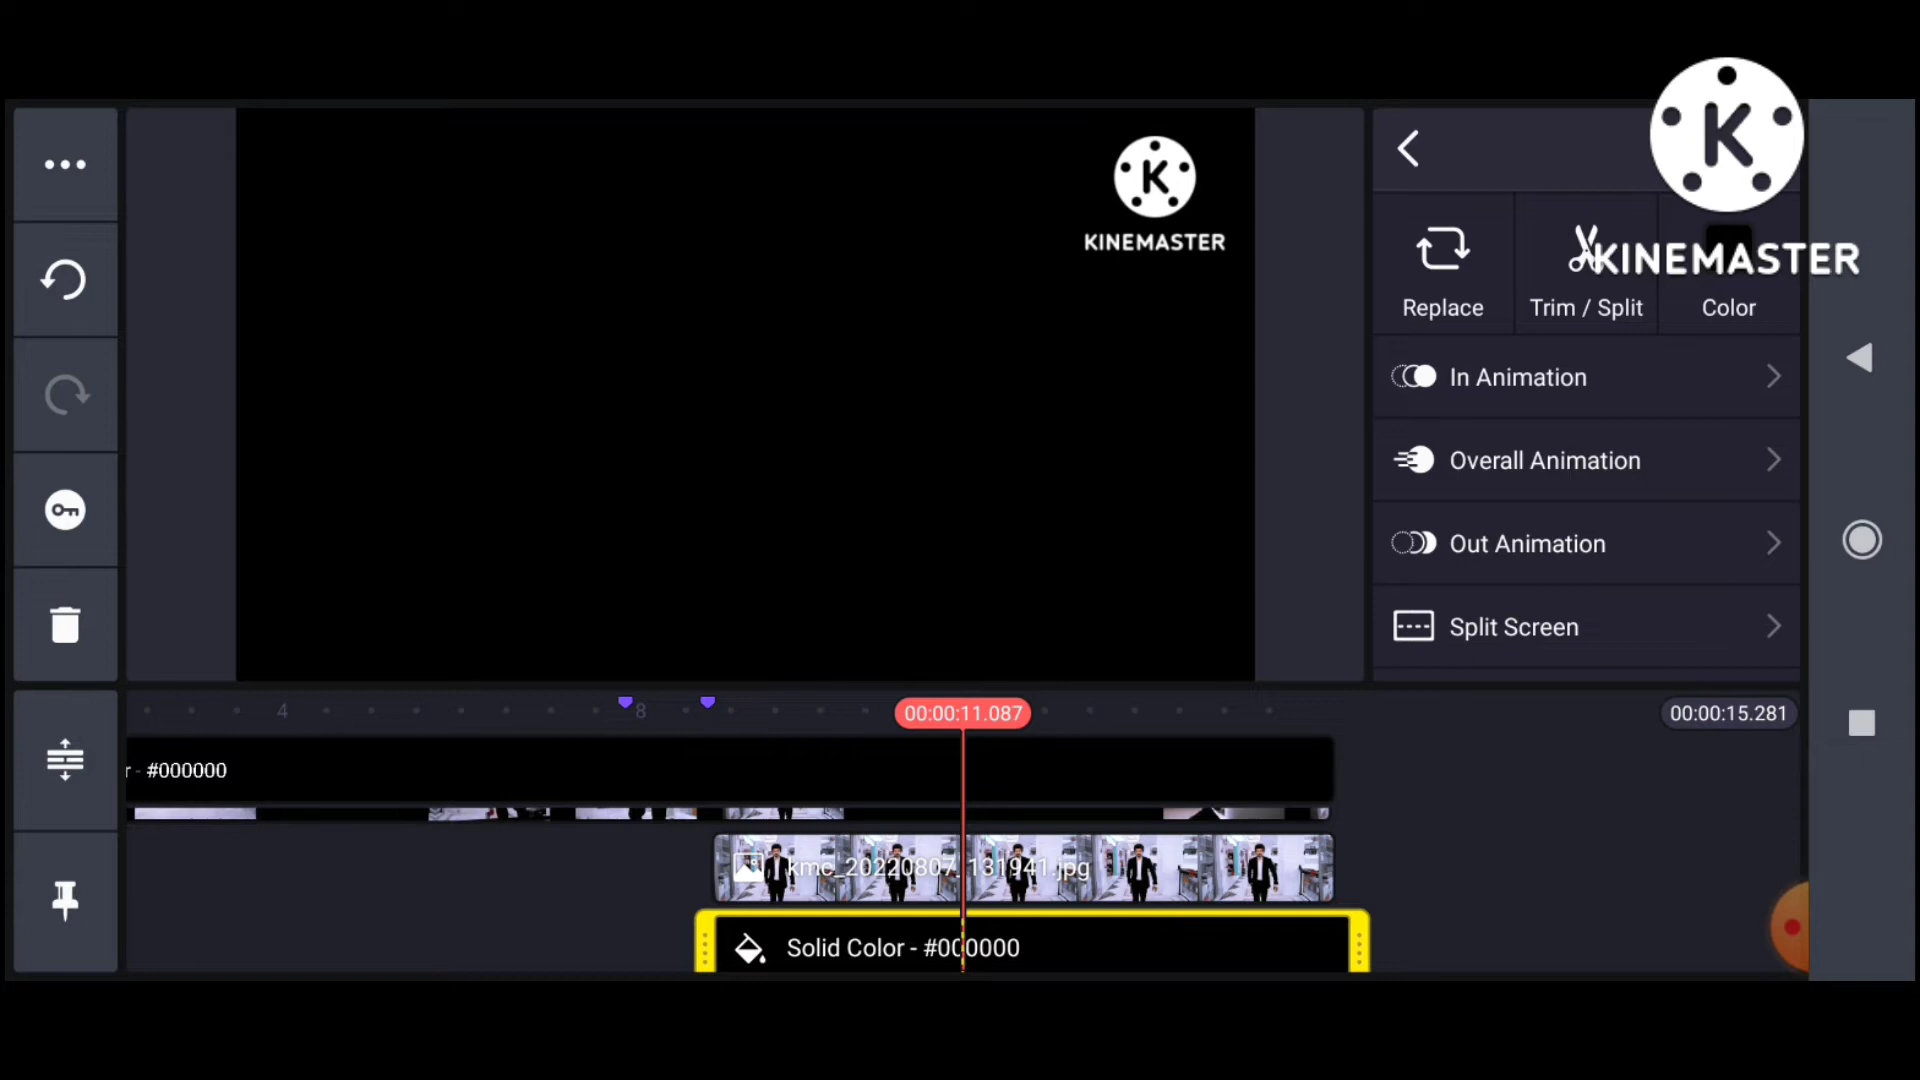 K
KINEMASTER
K
KINEMASTER
Replace
Trim / Split
Color
In Animation
Overall Animation
Out Animation
Split Screen
4
8
00:00:11.087
00:00:15.281
r - #000000
kmc_20220807_131941.jpg
Solid Color - #000000